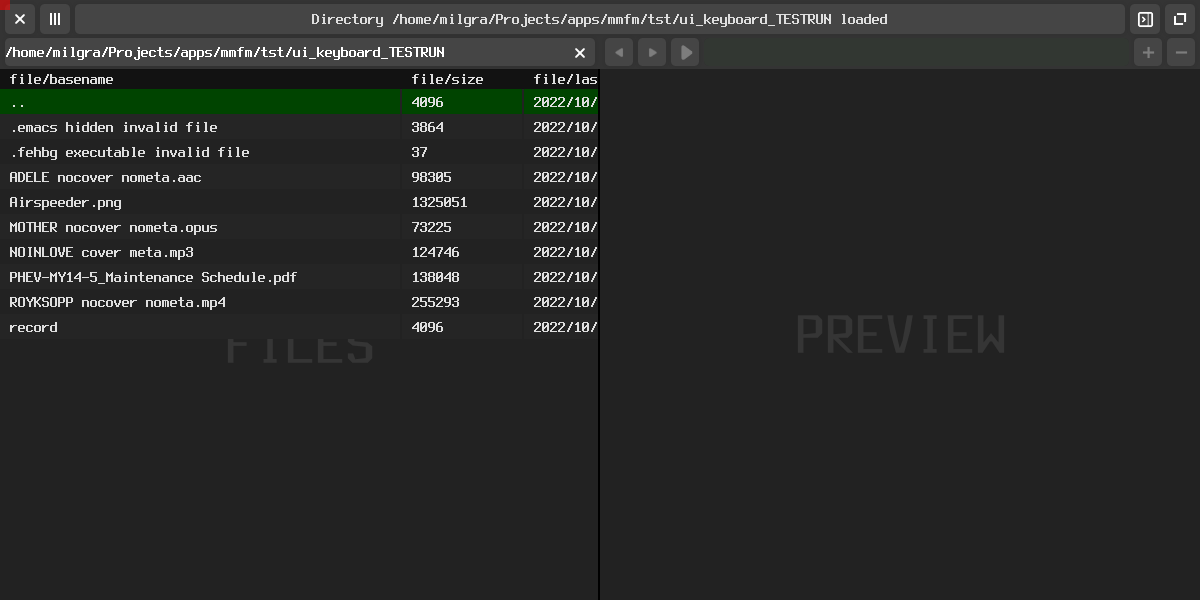 Directory /home/milgra/Projects/apps/mmfm/tst/ui_keyboard_TESTRUN loaded
/home/milgra/Projects/apps/mmfm/tst/ui_keyboard_TESTRUN
file/basename file/size file/las
.. 4096 2022/10/
.emacs hidden invalid file 3864 2022/10/
.fehbg executable invalid file 37 2022/10/
ADELE nocover nometa.aac 98305 2022/10/
Airspeeder.png 1325051 2022/10/
MOTHER nocover nometa.opus 73225 2022/10/
NOINLOVE cover meta.mp3 124746 2022/10/
PHEV-MY14-5_Maintenance Schedule.pdf 138048 2022/10/
ROYKSOPP nocover nometa.mp4 255293 2022/10/
record 4096 2022/10/
FILES
PREVIEW